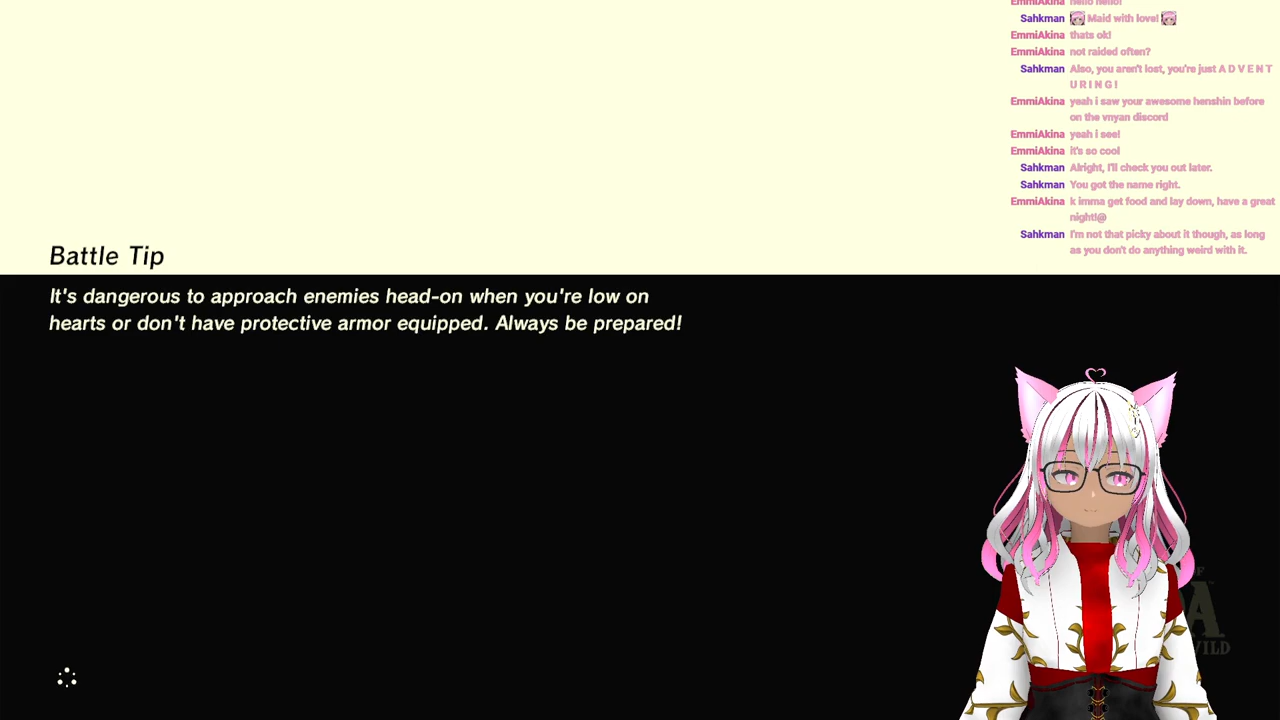 EmmiAkina hello hello!
Sahkman Maid with love!
EmmiAkina thats ok!
EmmiAkina not raided often?
Sahkman Also, you aren't lost, you're just A D V E N T
U R I N G !
EmmiAkina yeah i saw your awesome henshin before
on the vnyan discord
EmmiAkina yeah i see!
EmmiAkina it's so cool
Sahkman Alright, I'll check you out later.
Sahkman You got the name right.
EmmiAkina k imma get food and lay down, have a great
night!@
Sahkman I'm not that picky about it though, as long
as you don't do anything weird with it.
Battle Tip
It's dangerous to approach enemies head-on when you're low on
hearts or don't have protective armor equipped. Always be prepared!